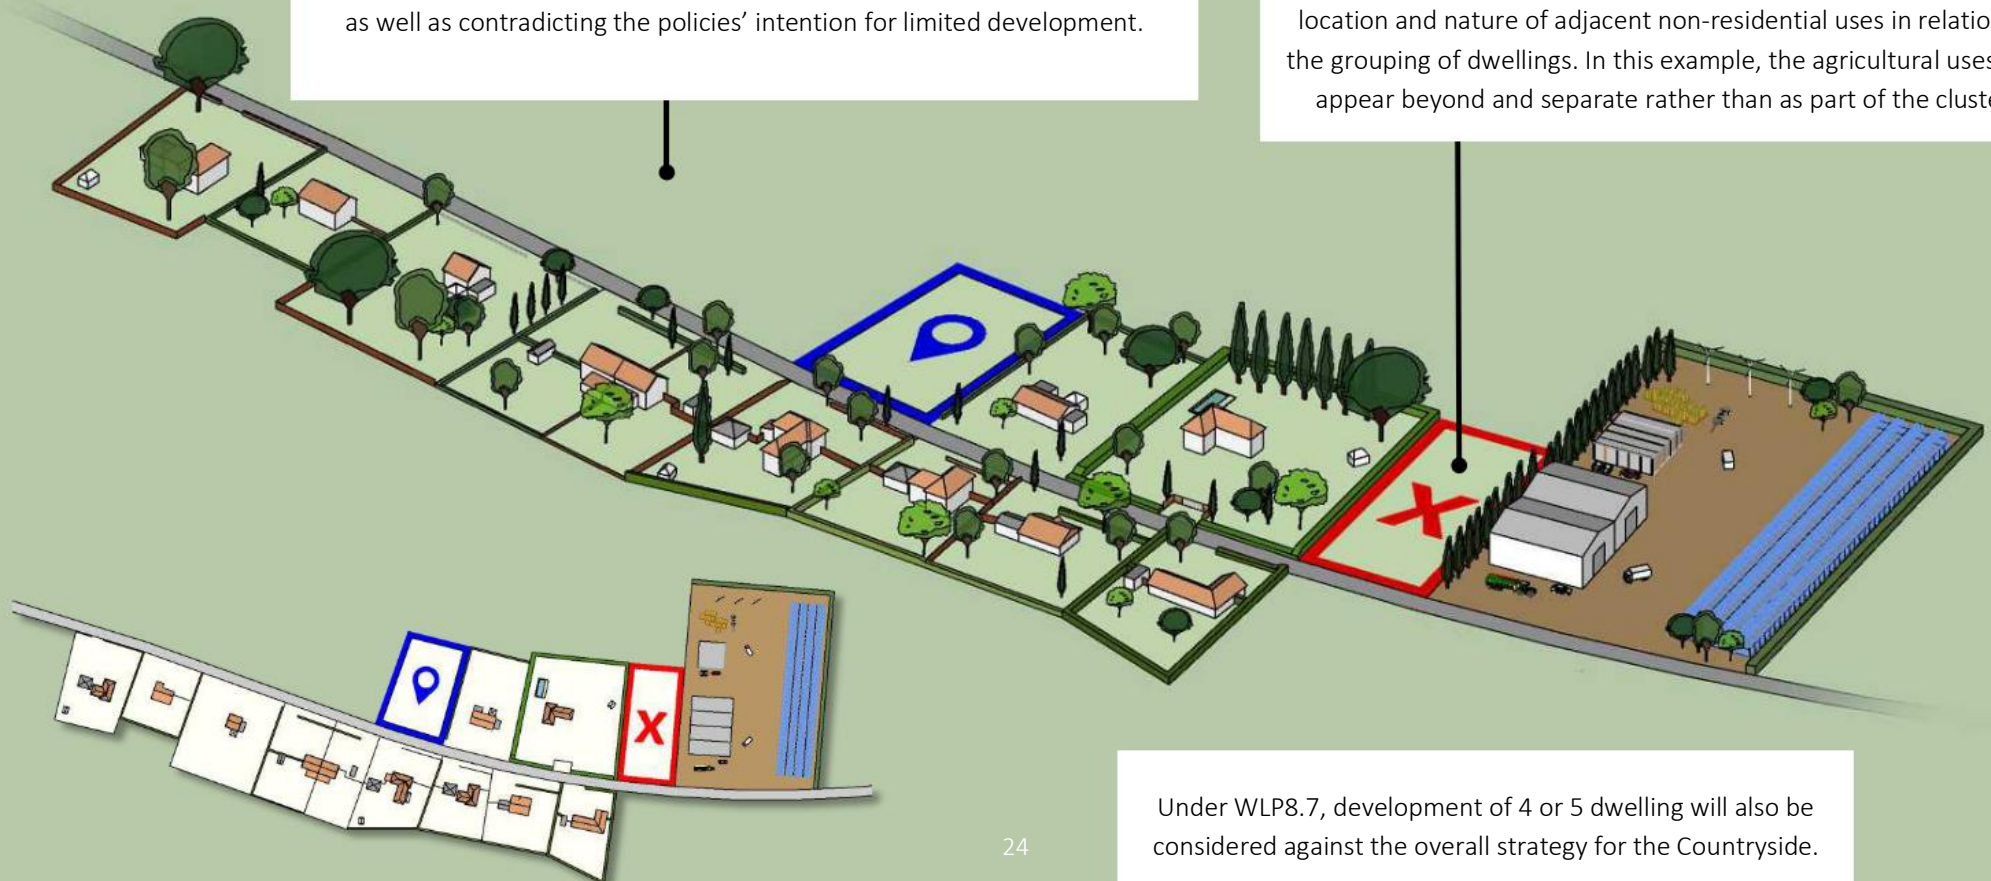 as well as contradicting the policies’ intention for limited development.
location and nature of adjacent non-residential uses in
the grouping of dwellings. In this example, the agricultural uses
appear beyond and separate rather than as part of the
X
X
Under WLP8.7, development of 4 or 5 dwelling will also be
considered against the overall strategy for the Countryside.
24